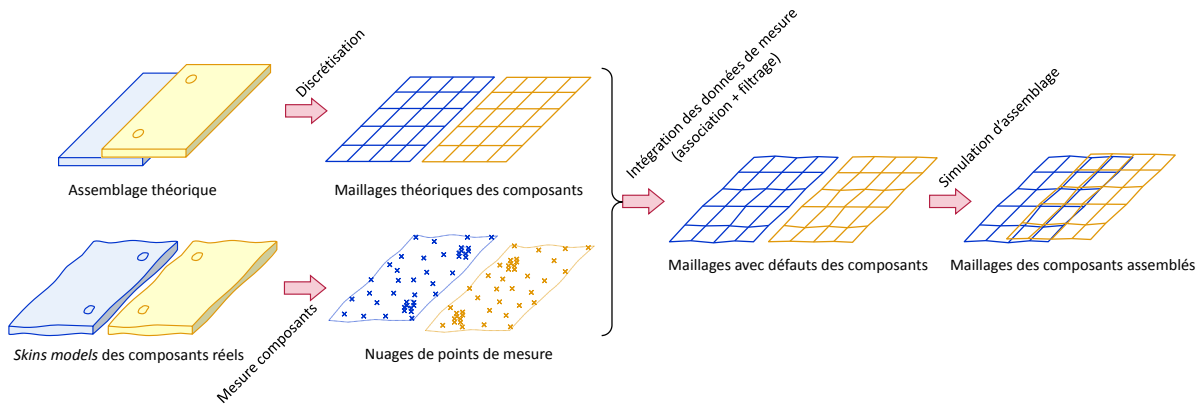 Discrétisation
Assemblage théorique
Maillages théoriques des composants
Skins models des composants réels
Mesure composants
Nuages de points de mesure
Intégration des données de mesure
(association + filtrage)
Maillages avec défauts des composants
Simulation d'assemblage
Maillages des composants assemblés